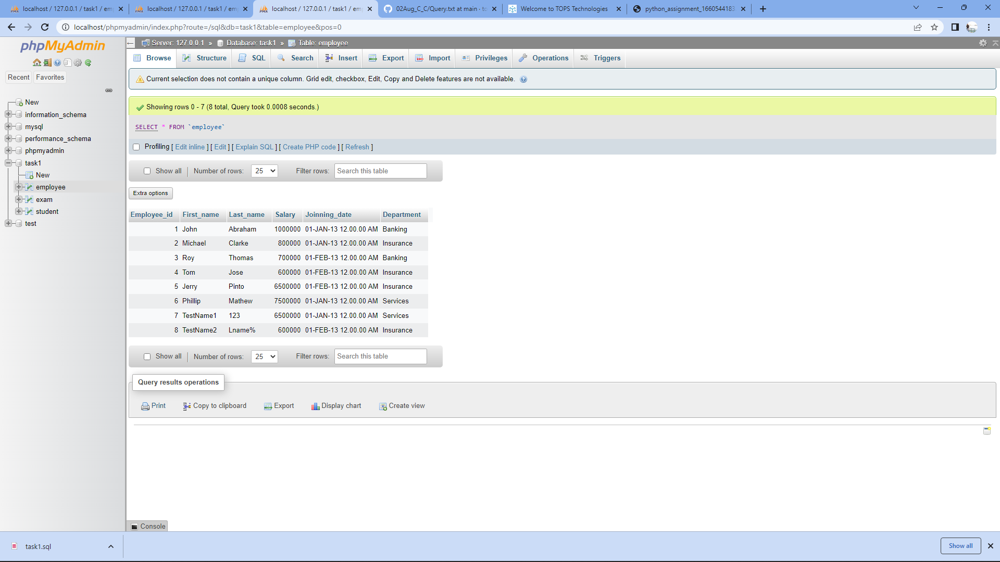 localhost / 127.0.0.1 / task1 / em
localhost / 127.0.0.1 / task1 / em
localhost / 127.0.0.1 / task1 / em
02Aug_C_C/Query.txt at main · to
Welcome to TOPS Technologies
python_assignment_1660544183
localhost/phpmyadmin/index.php?route=/sql&db=task1&table=employee&pos=0
phpMyAdmin
Recent Favorites
New
information_schema
mysql
performance_schema
phpmyadmin
task1
New
employee
exam
student
test
Server: 127.0.0.1 » Database: task1 » Table: employee
Browse Structure SQL Search Insert Export Import Privileges Operations Triggers
Current selection does not contain a unique column. Grid edit, checkbox, Edit, Copy and Delete features are not available.
Showing rows 0 - 7 (8 total, Query took 0.0008 seconds.)
SELECT * FROM `employee`
Profiling [ Edit inline ] [ Edit ] [ Explain SQL ] [ Create PHP code ] [ Refresh ]
Show all Number of rows: 25 Filter rows: Search this table
Extra options
Employee_id First_name Last_name Salary Joinning_date Department
1 John Abraham 1000000 01-JAN-13 12.00.00 AM Banking
2 Michael Clarke 800000 01-JAN-13 12.00.00 AM Insurance
3 Roy Thomas 700000 01-FEB-13 12.00.00 AM Banking
4 Tom Jose 600000 01-FEB-13 12.00.00 AM Insurance
5 Jerry Pinto 6500000 01-FEB-13 12.00.00 AM Insurance
6 Phillip Mathew 7500000 01-JAN-13 12.00.00 AM Services
7 TestName1 123 6500000 01-JAN-13 12.00.00 AM Services
8 TestName2 Lname% 600000 01-FEB-13 12.00.00 AM Insurance
Show all Number of rows: 25 Filter rows: Search this table
Query results operations
Print Copy to clipboard Export Display chart Create view
Console
task1.sql
Show all